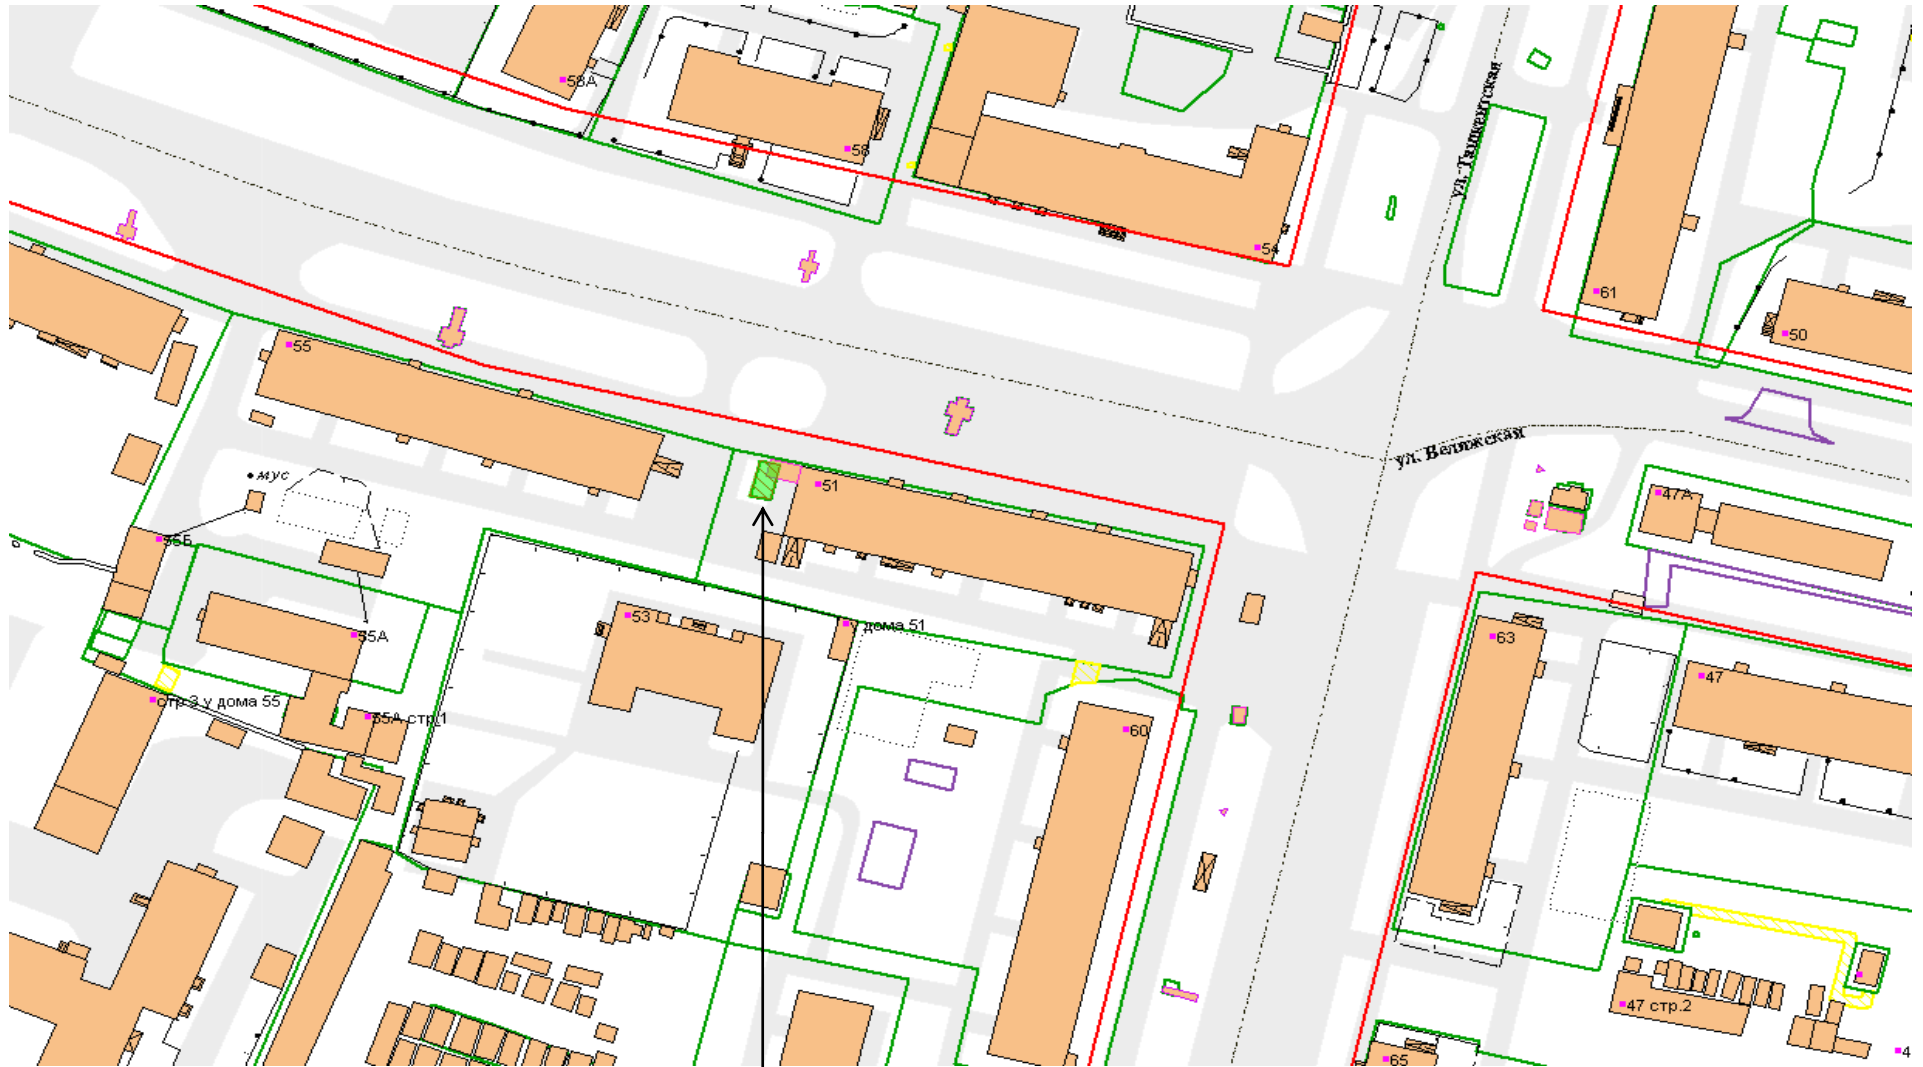 58А
58
ул. Ташкентская
54
61
50
55
мус
51
ул. Велижская
47А
55Б
53
у дома 51
63
55А
47
стр.3 у дома 55
55А стр.1
60
47 стр.2
65
4